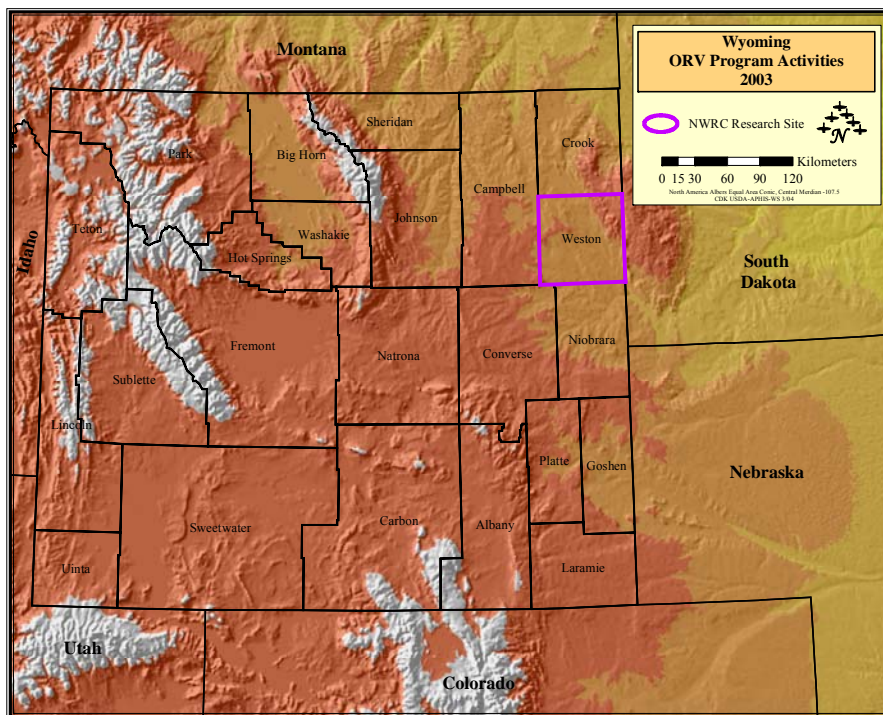 Montana
Wyoming
ORV Program Activities
2003
NWRC Research Site
N
Kilometers
0 15 30 60 90 120
North America Albers Equal Area Conic, Central Merdian -107.5
CDK USDA-APHIS-WS 3/04
Sheridan
Crook
Park
Big Horn
Campbell
Johnson
Teton
Washakie
Weston
Hot Springs
Idaho
South
Dakota
Fremont
Natrona
Converse
Niobrara
Sublette
Lincoln
Platte
Goshen
Nebraska
Sweetwater
Carbon
Albany
Uinta
Laramie
Utah
Colorado